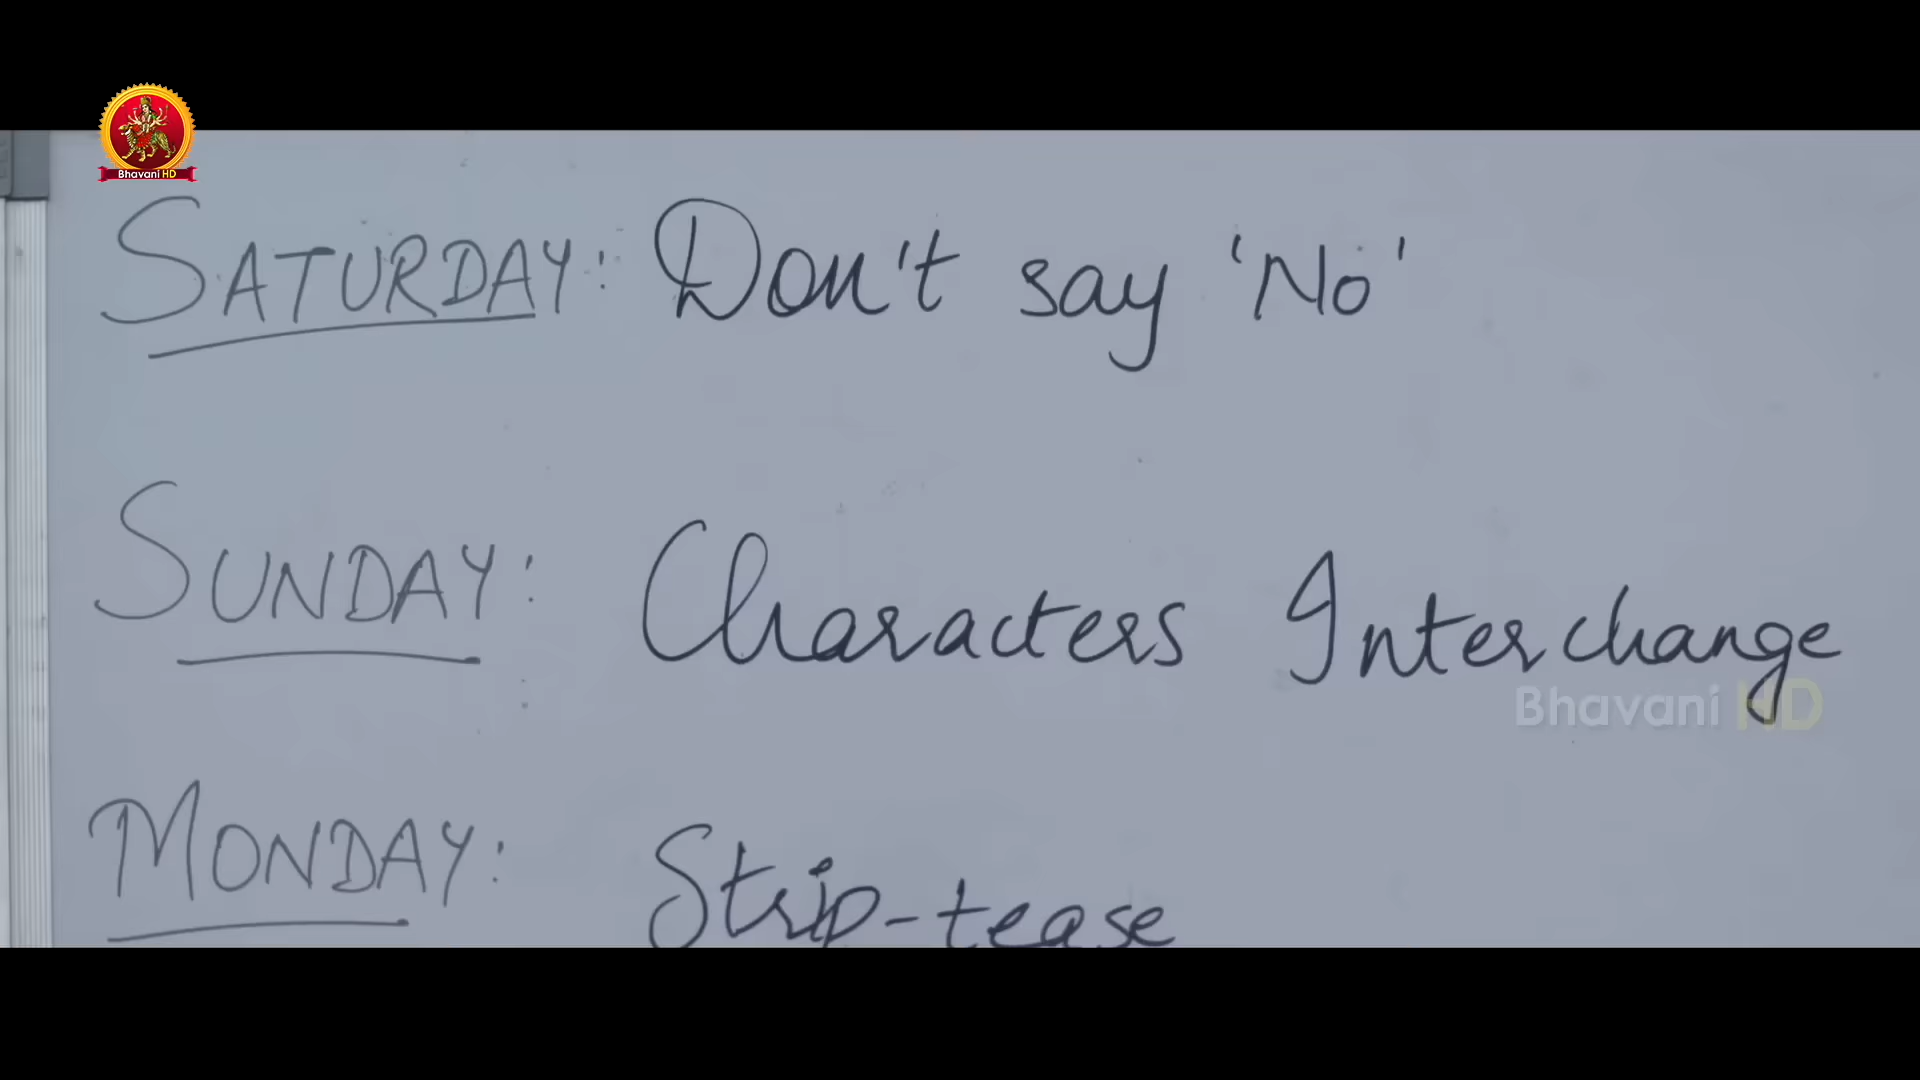 Bhavani HD
SATURDAY: Don't say 'No'
SUNDAY: Characters Interchange
Bhavani HD
MONDAY: Strip-tease